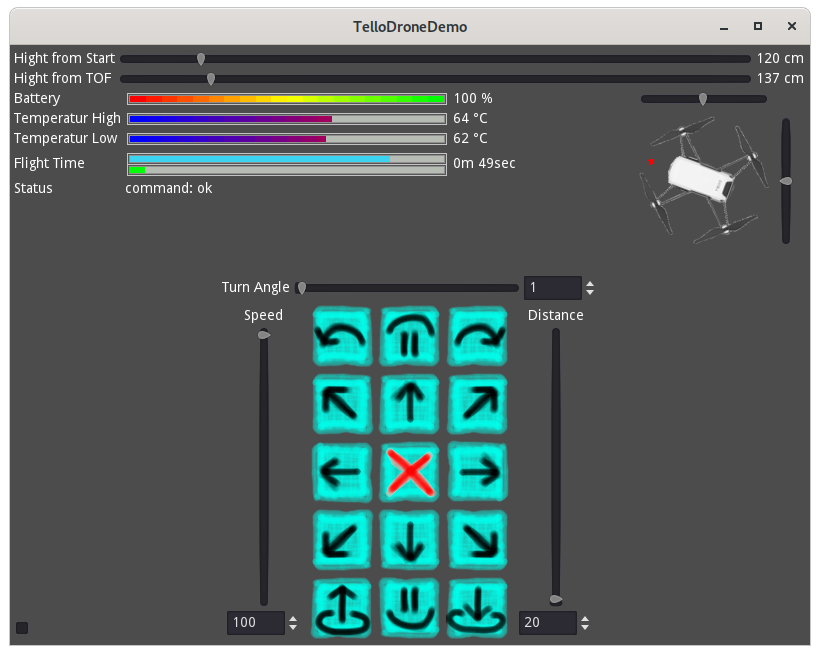 TelloDroneDemo
Hight from Start 120 cm
Hight from TOF 137 cm
Battery 100 %
Temperatur High 64 °C
Temperatur Low 62 °C
Flight Time 0m 49sec
Status command: ok
Turn Angle 1
Speed Distance
100 20